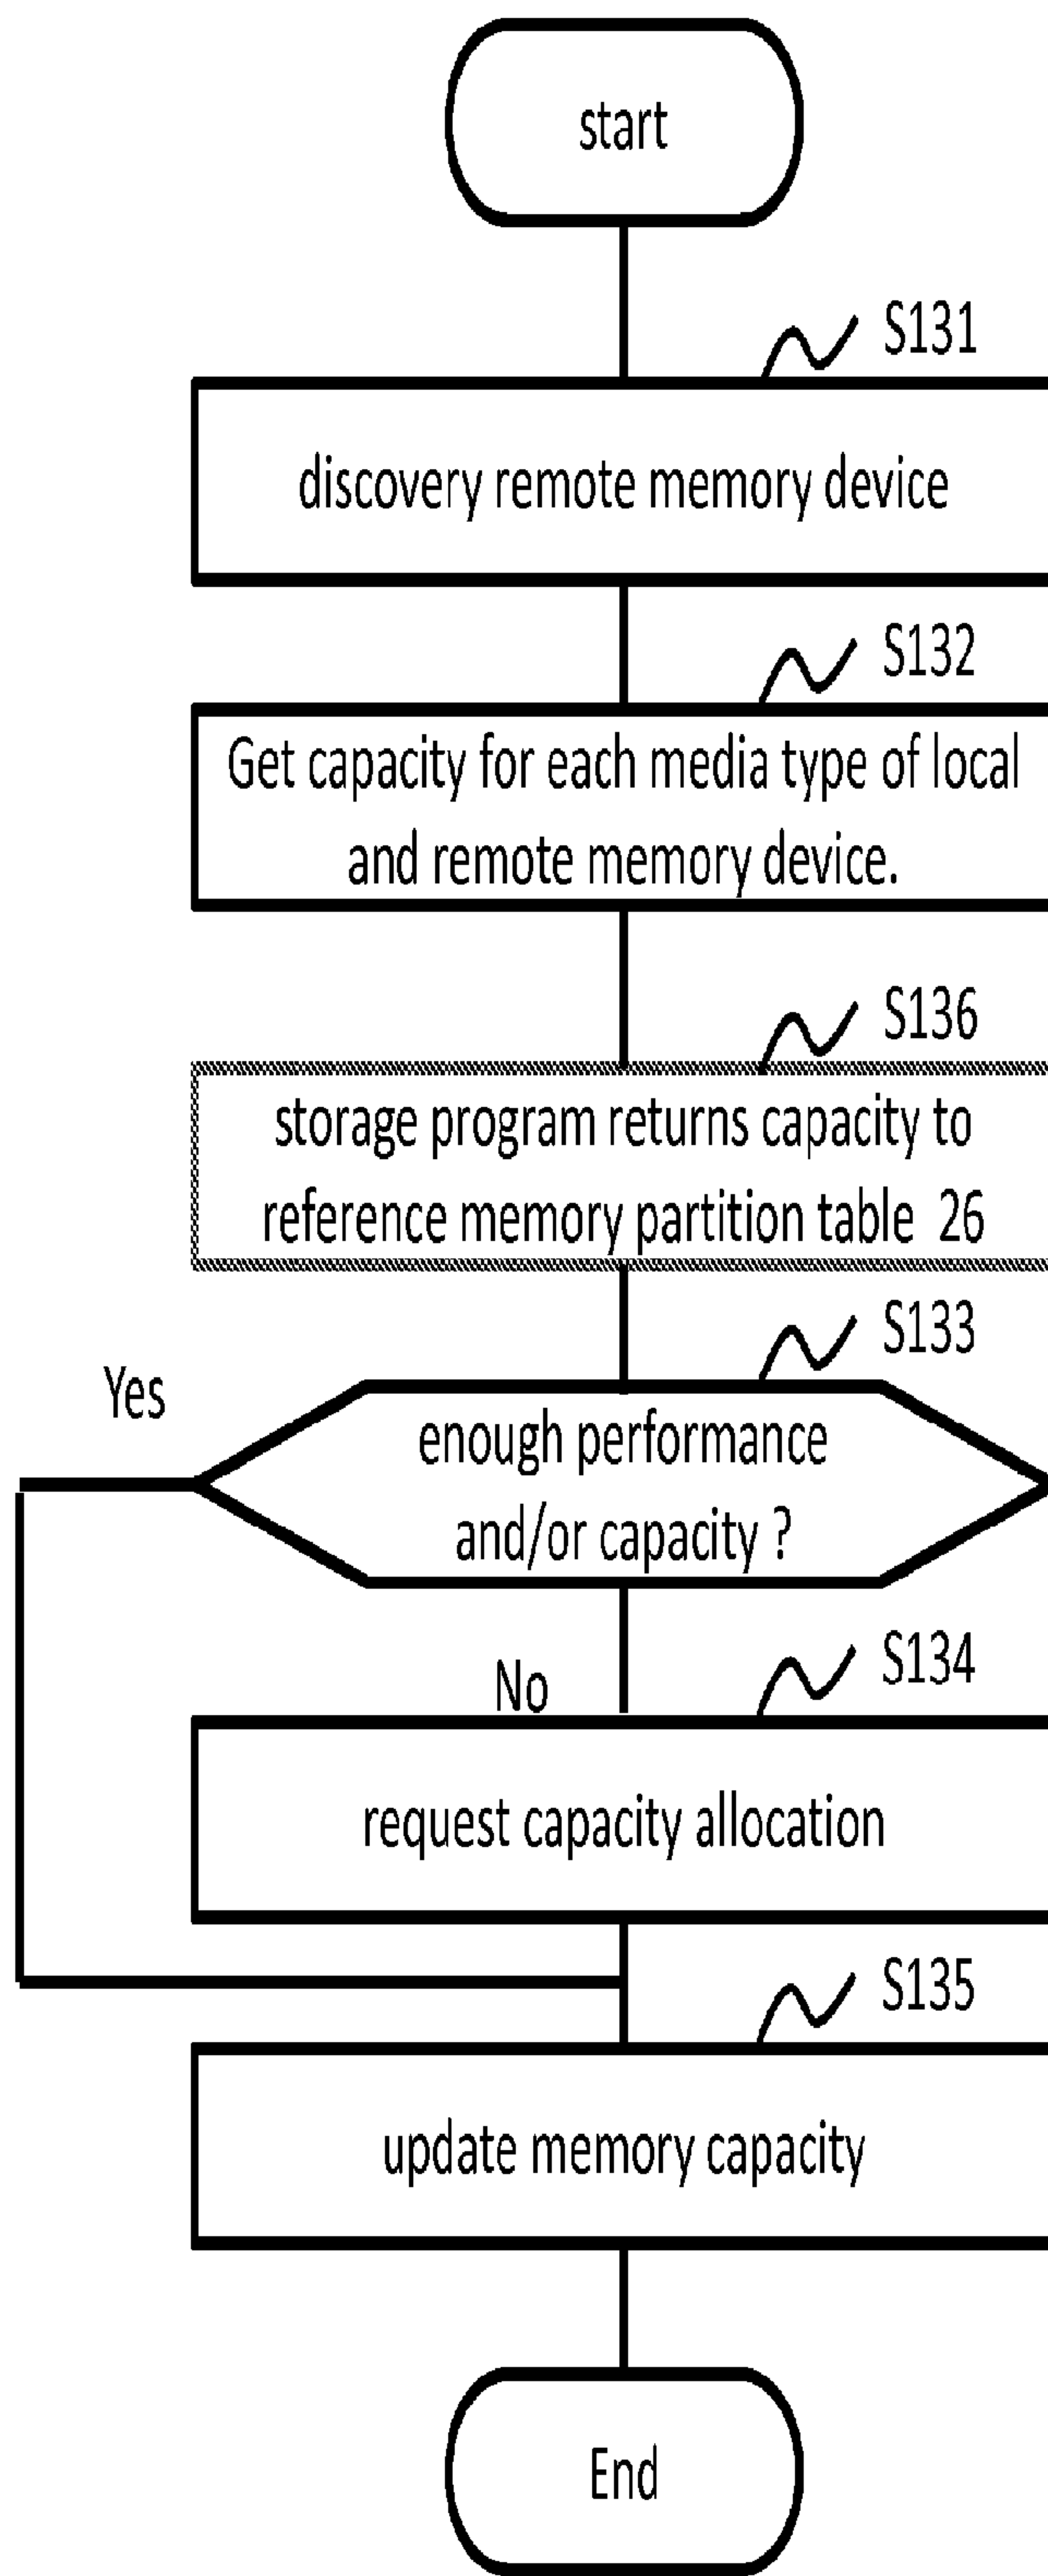 start
S131
discovery remote memory device
S132
Get capacity for each media type of local
and remote memory device.
S136
storage program returns capacity to
reference memory partition table  26
S133
Yes
enough performance
and/or capacity ?
No
S134
request capacity allocation
S135
update memory capacity
End